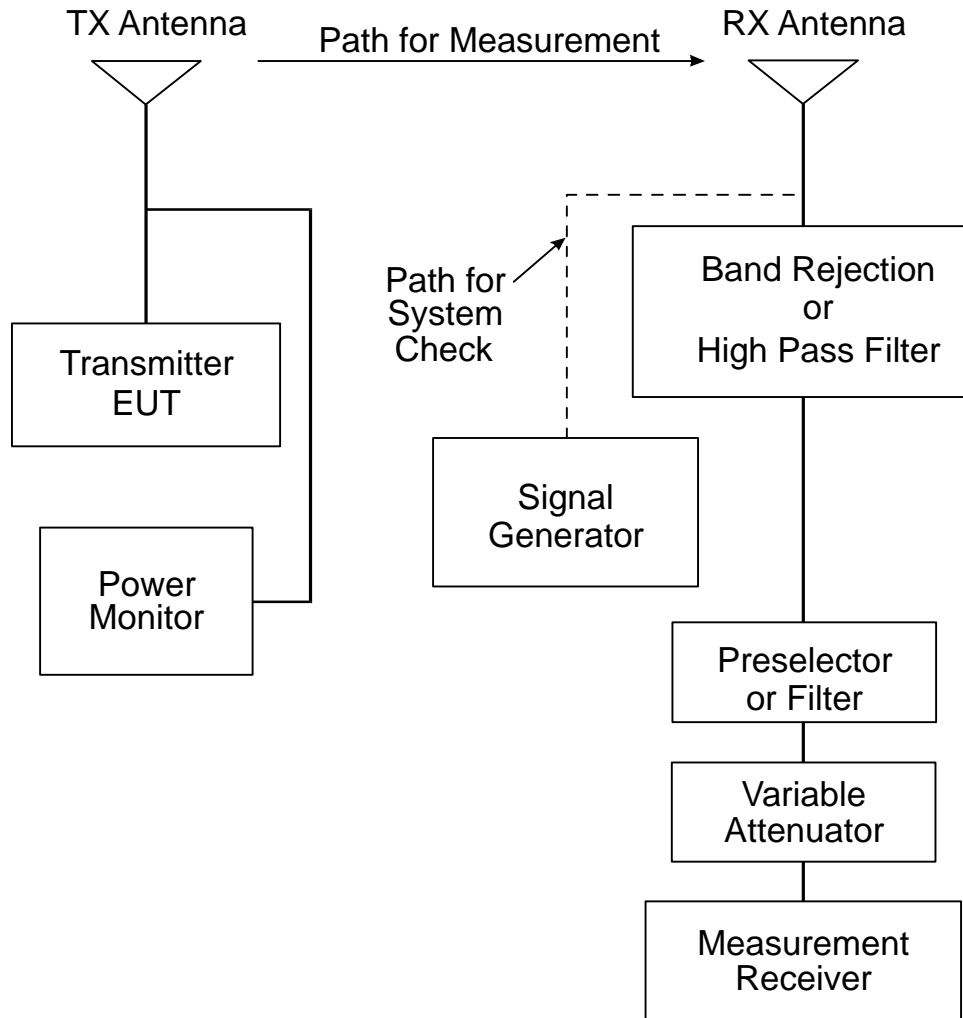 TX Antenna
Path for Measurement
RX Antenna
Path for
System
Check
Band Rejection
or
High Pass Filter
Transmitter
EUT
Signal
Generator
Power
Monitor
Preselector
or Filter
Variable
Attenuator
Measurement
Receiver